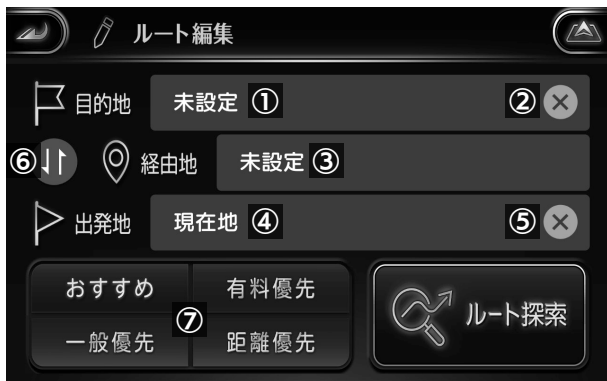 ルート編集
目的地 未設定 ① ②
⑥ 経由地 未設定 ③
出発地 現在地 ④ ⑤
おすすめ 有料優先
⑦ ルート探索
一般優先 距離優先